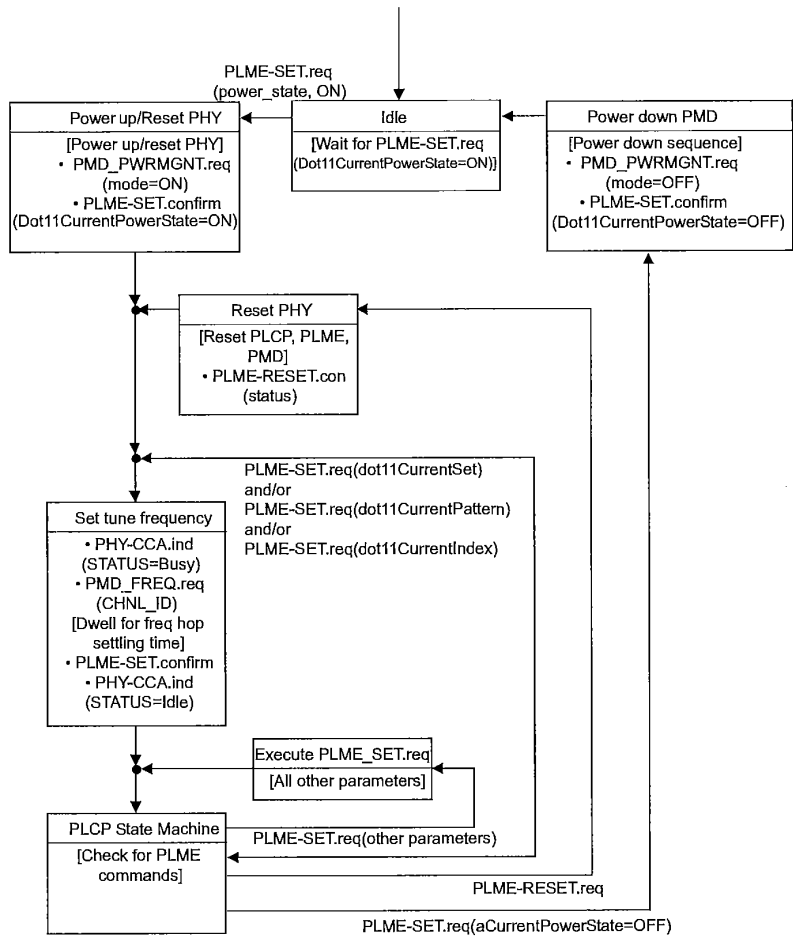 PLME-SET.req
(power_state, ON)
Power up/Reset PHY
[Power up/reset PHY]
• PMD_PWRMGNT.req
(mode=ON)
• PLME-SET.confirm
(Dot11CurrentPowerState=ON)
Idle
[Wait for PLME-SET.req
(Dot11CurrentPowerState=ON)}
Power down PMD
[Power down sequence]
• PMD_PWRMGNT.req
(mode=OFF)
• PLME-SET.confirm
(Dot11CurrentPowerState=OFF)
Reset PHY
[Reset PLCP, PLME,
PMD]
• PLME-RESET.con
(status)
PLME-SET.req(dot11CurrentSet)
and/or
PLME-SET.req(dot11CurrentPattern)
and/or
PLME-SET.req(dot11CurrentIndex)
Set tune frequency
• PHY-CCA.ind
(STATUS=Busy)
• PMD_FREQ.req
(CHNL_ID)
[Dwell for freq hop
settling time]
• PLME-SET.confirm
• PHY-CCA.ind
(STATUS=Idle)
Execute PLME_SET.req
[All other parameters]
PLCP State Machine
[Check for PLME
commands]
PLME-SET.req(other parameters)
PLME-RESET.req
PLME-SET.req(aCurrentPowerState=OFF)